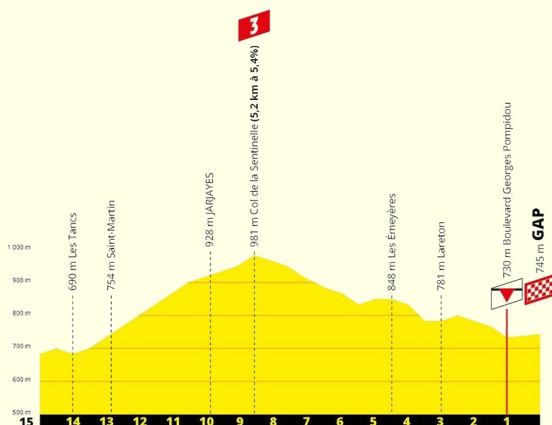 3
690 m Les Tancs
754 m Saint-Martin
928 m JARJAYES
981 m Col de la Sentinelle (5,2 km à 5,4%)
848 m Les Émeyères
781 m Lareton
730 m Boulevard Georges Pompidou
745 m GAP
1 000 m
900 m
800 m
700 m
600 m
500 m
15 14 13 12 11 10 9 8 7 6 5 4 3 2 1